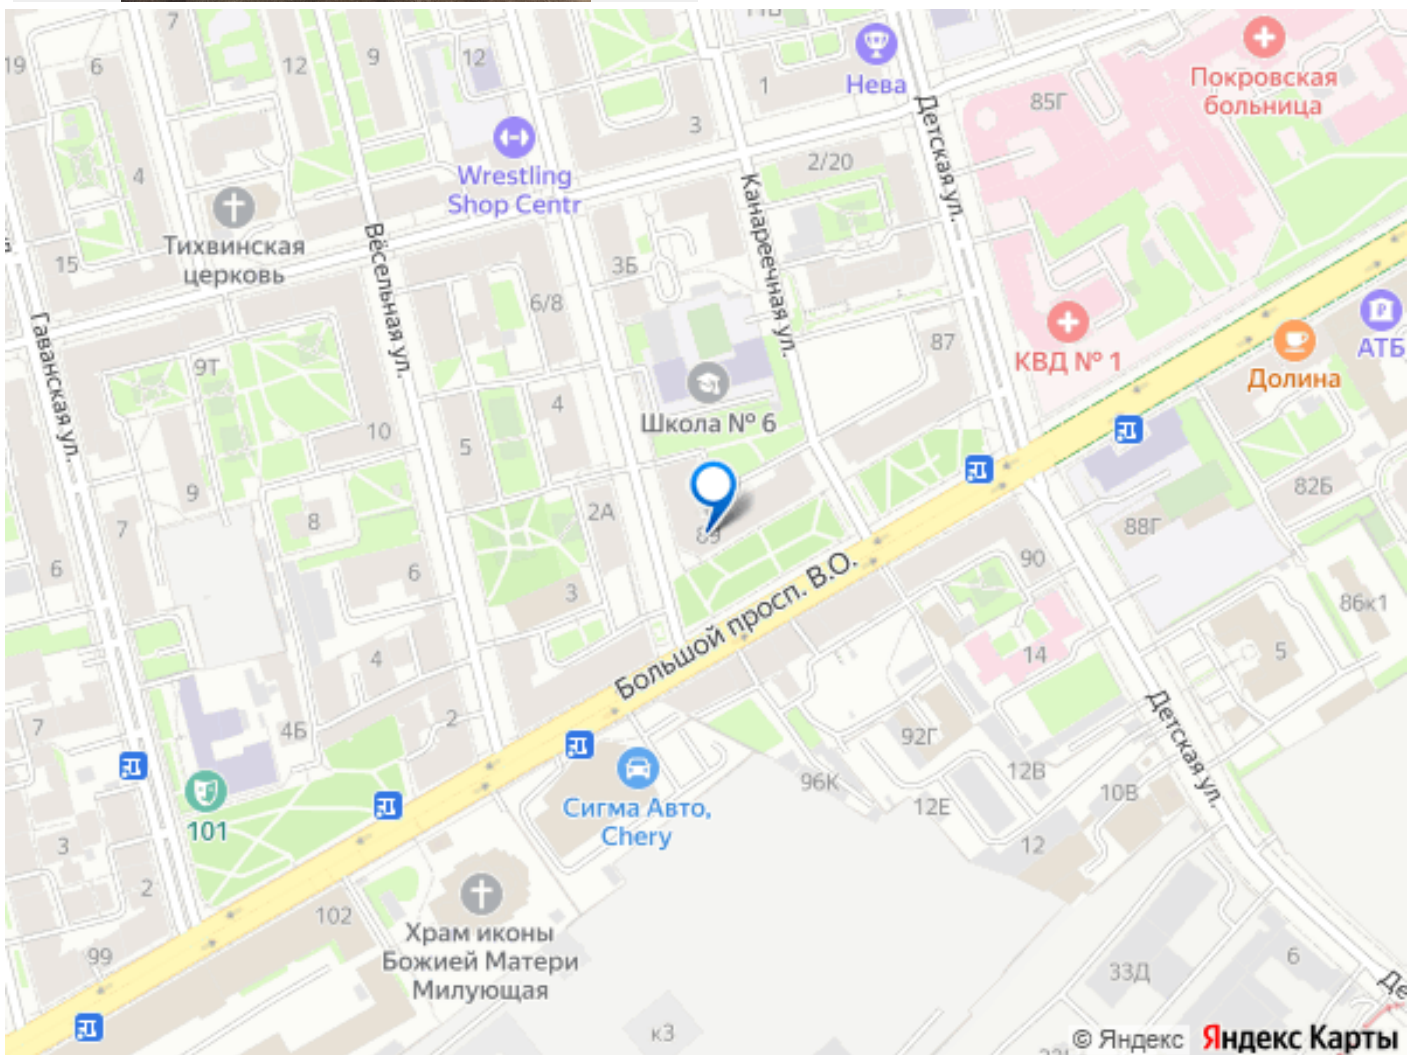 7
19
6
12
9
12
Нева
1
85Г
Покровская
больница
3
2/20
Детская ул.
4
Wrestling
Shop Centr
Канареечная ул.
Тихвинская
церковь
Вёсельная ул.
15
3Б
6/8
Гаванская ул.
87
КВД № 1
АТБ
Долина
9Т
4
Школа № 6
10
5
9
8
2А
82Б
7
88Г
89
6
6
3
90
86к1
Большой просп. В.О.
14
5
4
2
7
4Б
92Г
Детская ул.
96К
12В
12Е
10В
Сигма Авто,
Chery
101
3
12
2
102
Храм иконы
Божией Матери
Милующая
99
33Д
6
Де
к3
© Яндекс Яндекс Карты